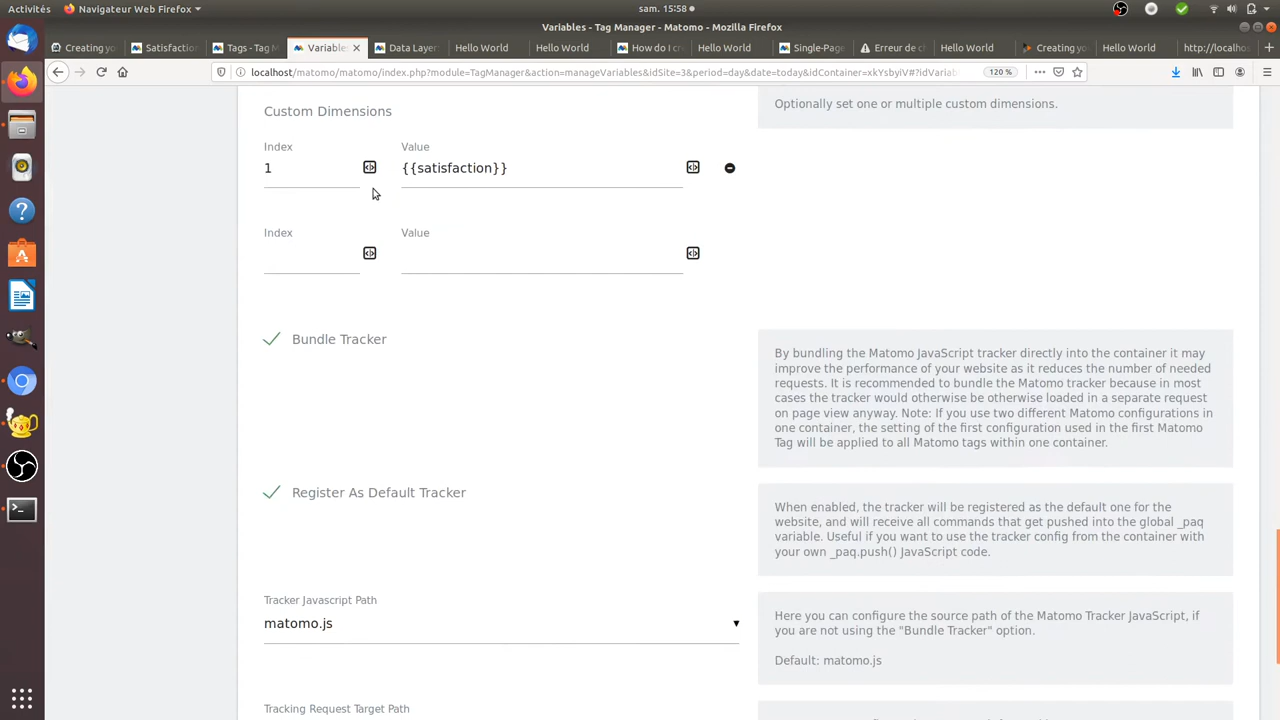 Activités
Navigateur Web Firefox
sam. 15:58
Variables - Tag Manager - Matomo - Mozilla Firefox
Creating yo
Satisfaction
Tags - Tag M
Variables
Data Layer
Hello World
Hello World
How do I cr
Hello World
Single-Page
Erreur de c
Hello World
Creating yo
Hello World
http://localhos
localhost/matomo/matomo/index.php?module=TagManager&action=manageVariables&idSite=3&period=day&date=today&idContainer=xkYsbyiV#?idVariab
120 %
Custom Dimensions
Optionally set one or multiple custom dimensions.
Index
Value
1
{{satisfaction}}
Index
Value
Bundle Tracker
By bundling the Matomo JavaScript tracker directly into the container it may
improve the performance of your website as it reduces the number of needed
requests. It is recommended to bundle the Matomo tracker because in most
cases the tracker would otherwise be otherwise loaded in a separate request
on page view anyway. Note: If you use two different Matomo configurations in
one container, the setting of the first configuration used in the first Matomo
Tag will be applied to all Matomo tags within one container.
Register As Default Tracker
When enabled, the tracker will be registered as the default one for the
website, and will receive all commands that get pushed into the global _paq
variable. Useful if you want to use the tracker config from the container with
your own _paq.push() JavaScript code.
Tracker Javascript Path
matomo.js
Here you can configure the source path of the Matomo Tracker JavaScript, if
you are not using the "Bundle Tracker" option.
Default: matomo.js
Tracking Request Target Path